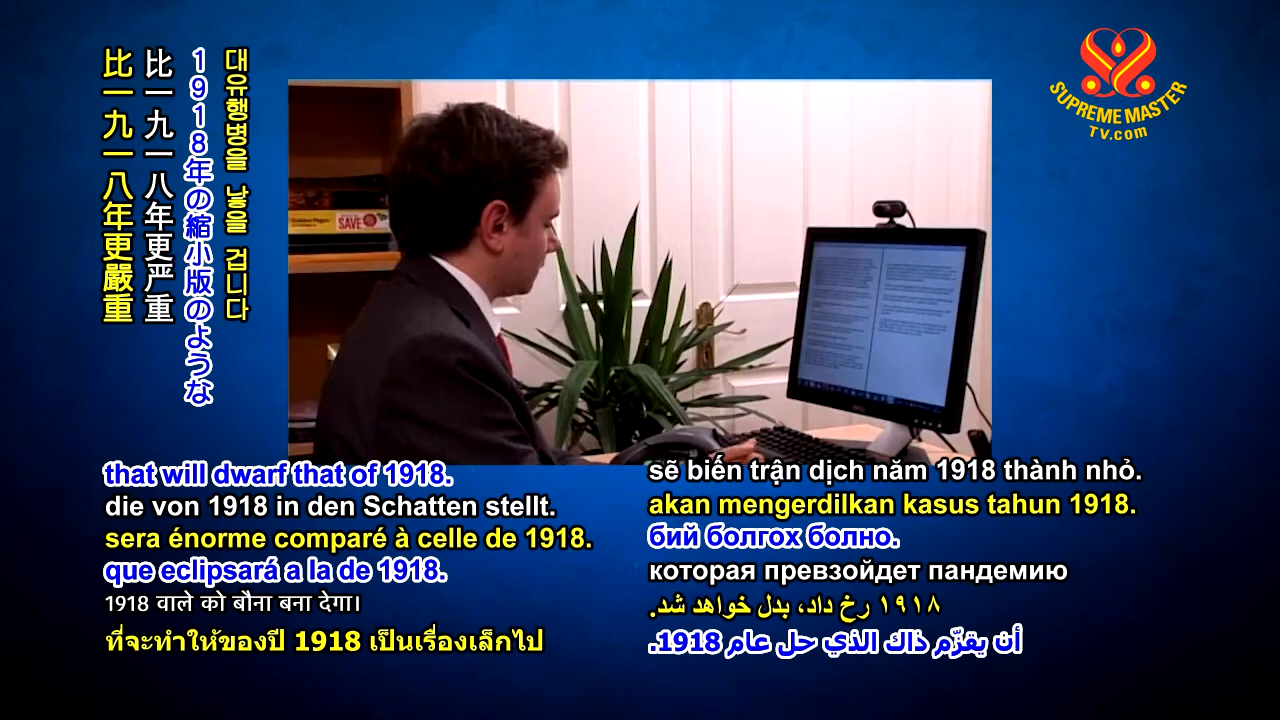 比一九一八年更嚴重
比一九一八年更严重
1918年の縮小版のような
대유행병을 낳을 겁니다
SUPREME MASTER
TV.com
SAVE
that will dwarf that of 1918.
die von 1918 in den Schatten stellt.
sera énorme comparé à celle de 1918.
que eclipsará a la de 1918.
1918 वाले को बौना बना देगा।
ที่จะทำให้ของปี 1918 เป็นเรื่องเล็กไป
sẽ biến trận dịch năm 1918 thành nhỏ.
akan mengerdilkan kasus tahun 1918.
бий болгох болно.
которая превзойдет пандемию
۱۹۱۸ رخ داد، بدل خواهد شد.
أن يقزّم ذاك الذي حل عام 1918.